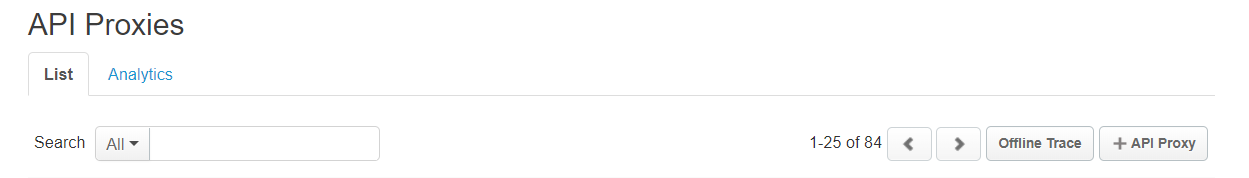 API Proxies
List Analytics
Search All 1-25 of 84 Offline Trace + API Proxy